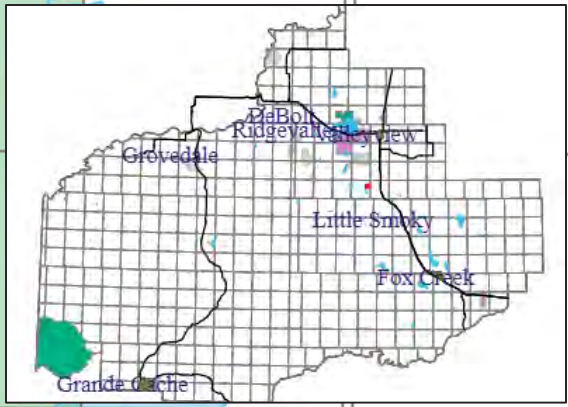 DeBolt
Ridgevalley
Valleyview
Grovedale
Little Smoky
Fox Creek
Grande Cache